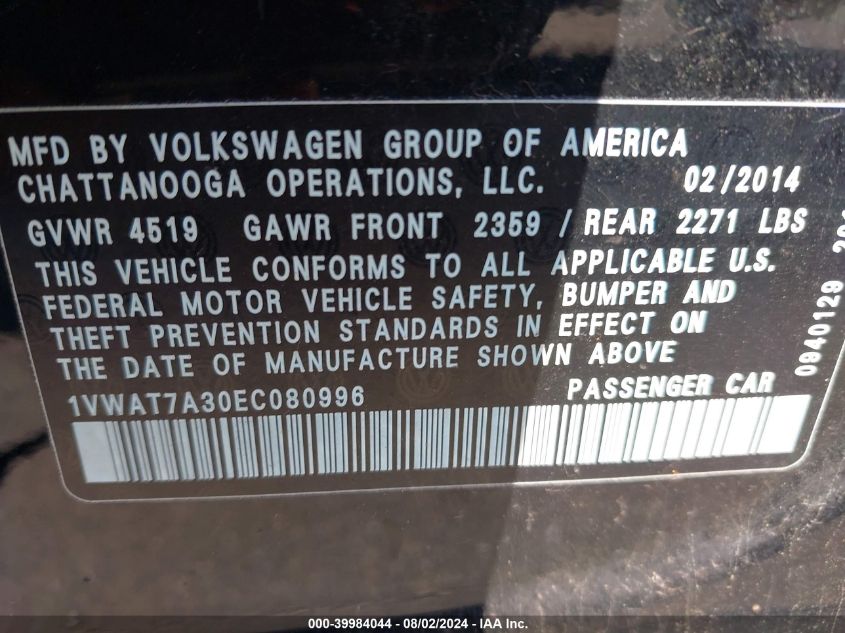 MFD BY VOLKSWAGEN GROUP OF AMERICA
CHATTANOOGA OPERATIONS, LLC. 02/2014
GVWR 4519 GAWR FRONT 2359 / REAR 2271 LBS
THIS VEHICLE CONFORMS TO ALL APPLICABLE U.S.
FEDERAL MOTOR VEHICLE SAFETY, BUMPER AND
THEFT PREVENTION STANDARDS IN EFFECT ON
THE DATE OF MANUFACTURE SHOWN ABOVE
1VWAT7A30EC080996 PASSENGER CAR
0940129
000-39984044 - 08/02/2024 - IAA Inc.